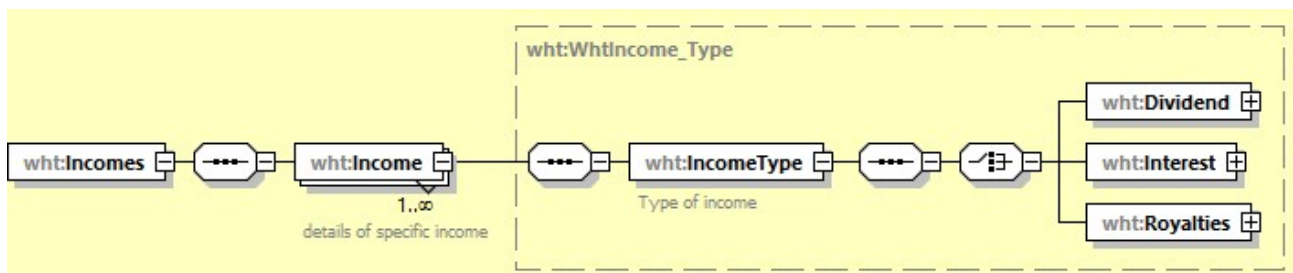 wht:WhtIncome_Type
wht:Dividend
wht:Incomes
wht:Income
wht:IncomeType
wht:Interest
1..∞
Type of income
details of specific income
wht:Royalties